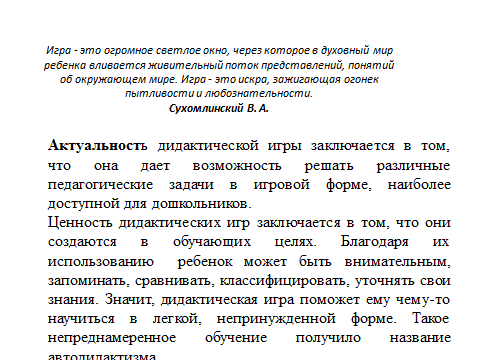 Игра - это огромное светлое окно, через которое в духовный мир
ребенка вливается живительный поток представлений, понятий
об окружающем мире. Игра - это искра, зажигающая огонек
пытливости и любознательности.
Сухомлинский В. А.
Актуальность дидактической игры заключается в том,
что она дает возможность решать различные
педагогические задачи в игровой форме, наиболее
доступной для дошкольников.
Ценность дидактических игр заключается в том, что они
создаются в обучающих целях. Благодаря их
использованию ребенок может быть внимательным,
запоминать, сравнивать, классифицировать, уточнять свои
знания. Значит, дидактическая игра поможет ему чему-то
научиться в легкой, непринужденной форме. Такое
непреднамеренное обучение получило название
автодидактизма.